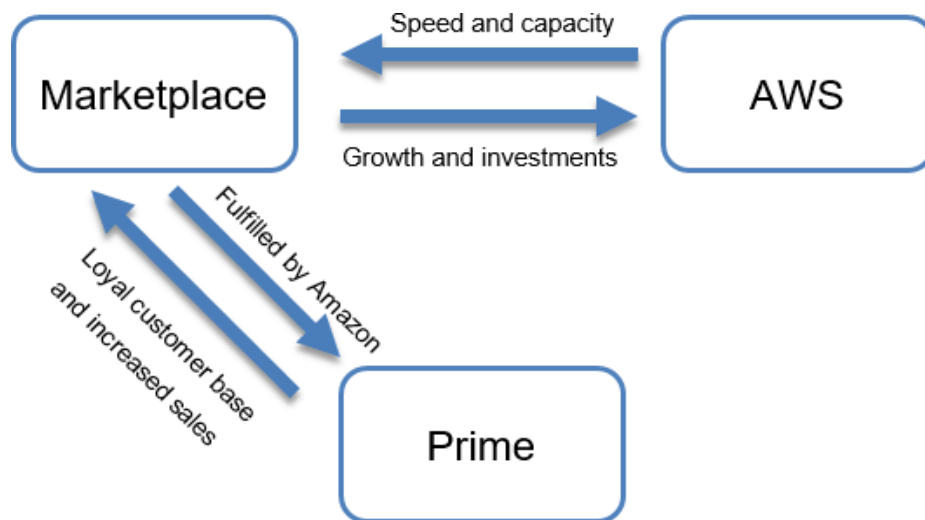 Speed and capacity
Marketplace
AWS
Growth and investments
Fulfilled by Amazon
Loyal customer base
and increased sales
Prime